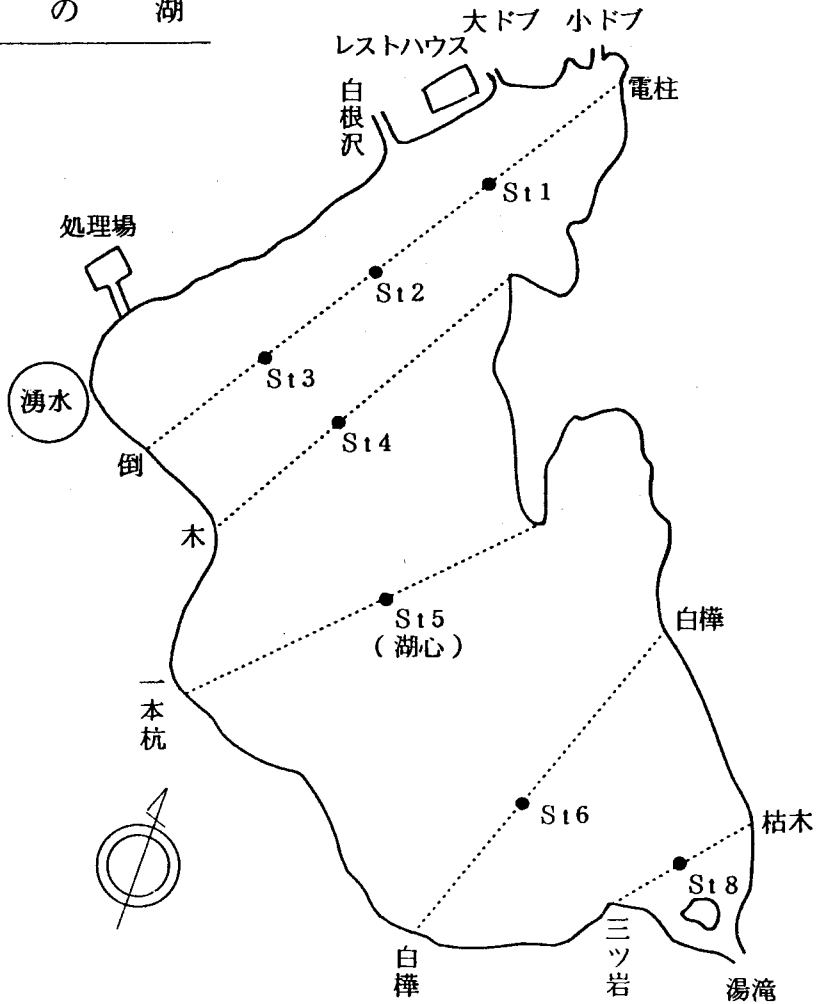 の 湖
大ドブ 小ドブ
レストハウス
白根沢
電柱
St1
処理場
St2
St3
湧水
St4
倒
木
St5
(湖心)
白樺
一本杭
St6
枯木
St8
三ツ岩
白樺
湯滝